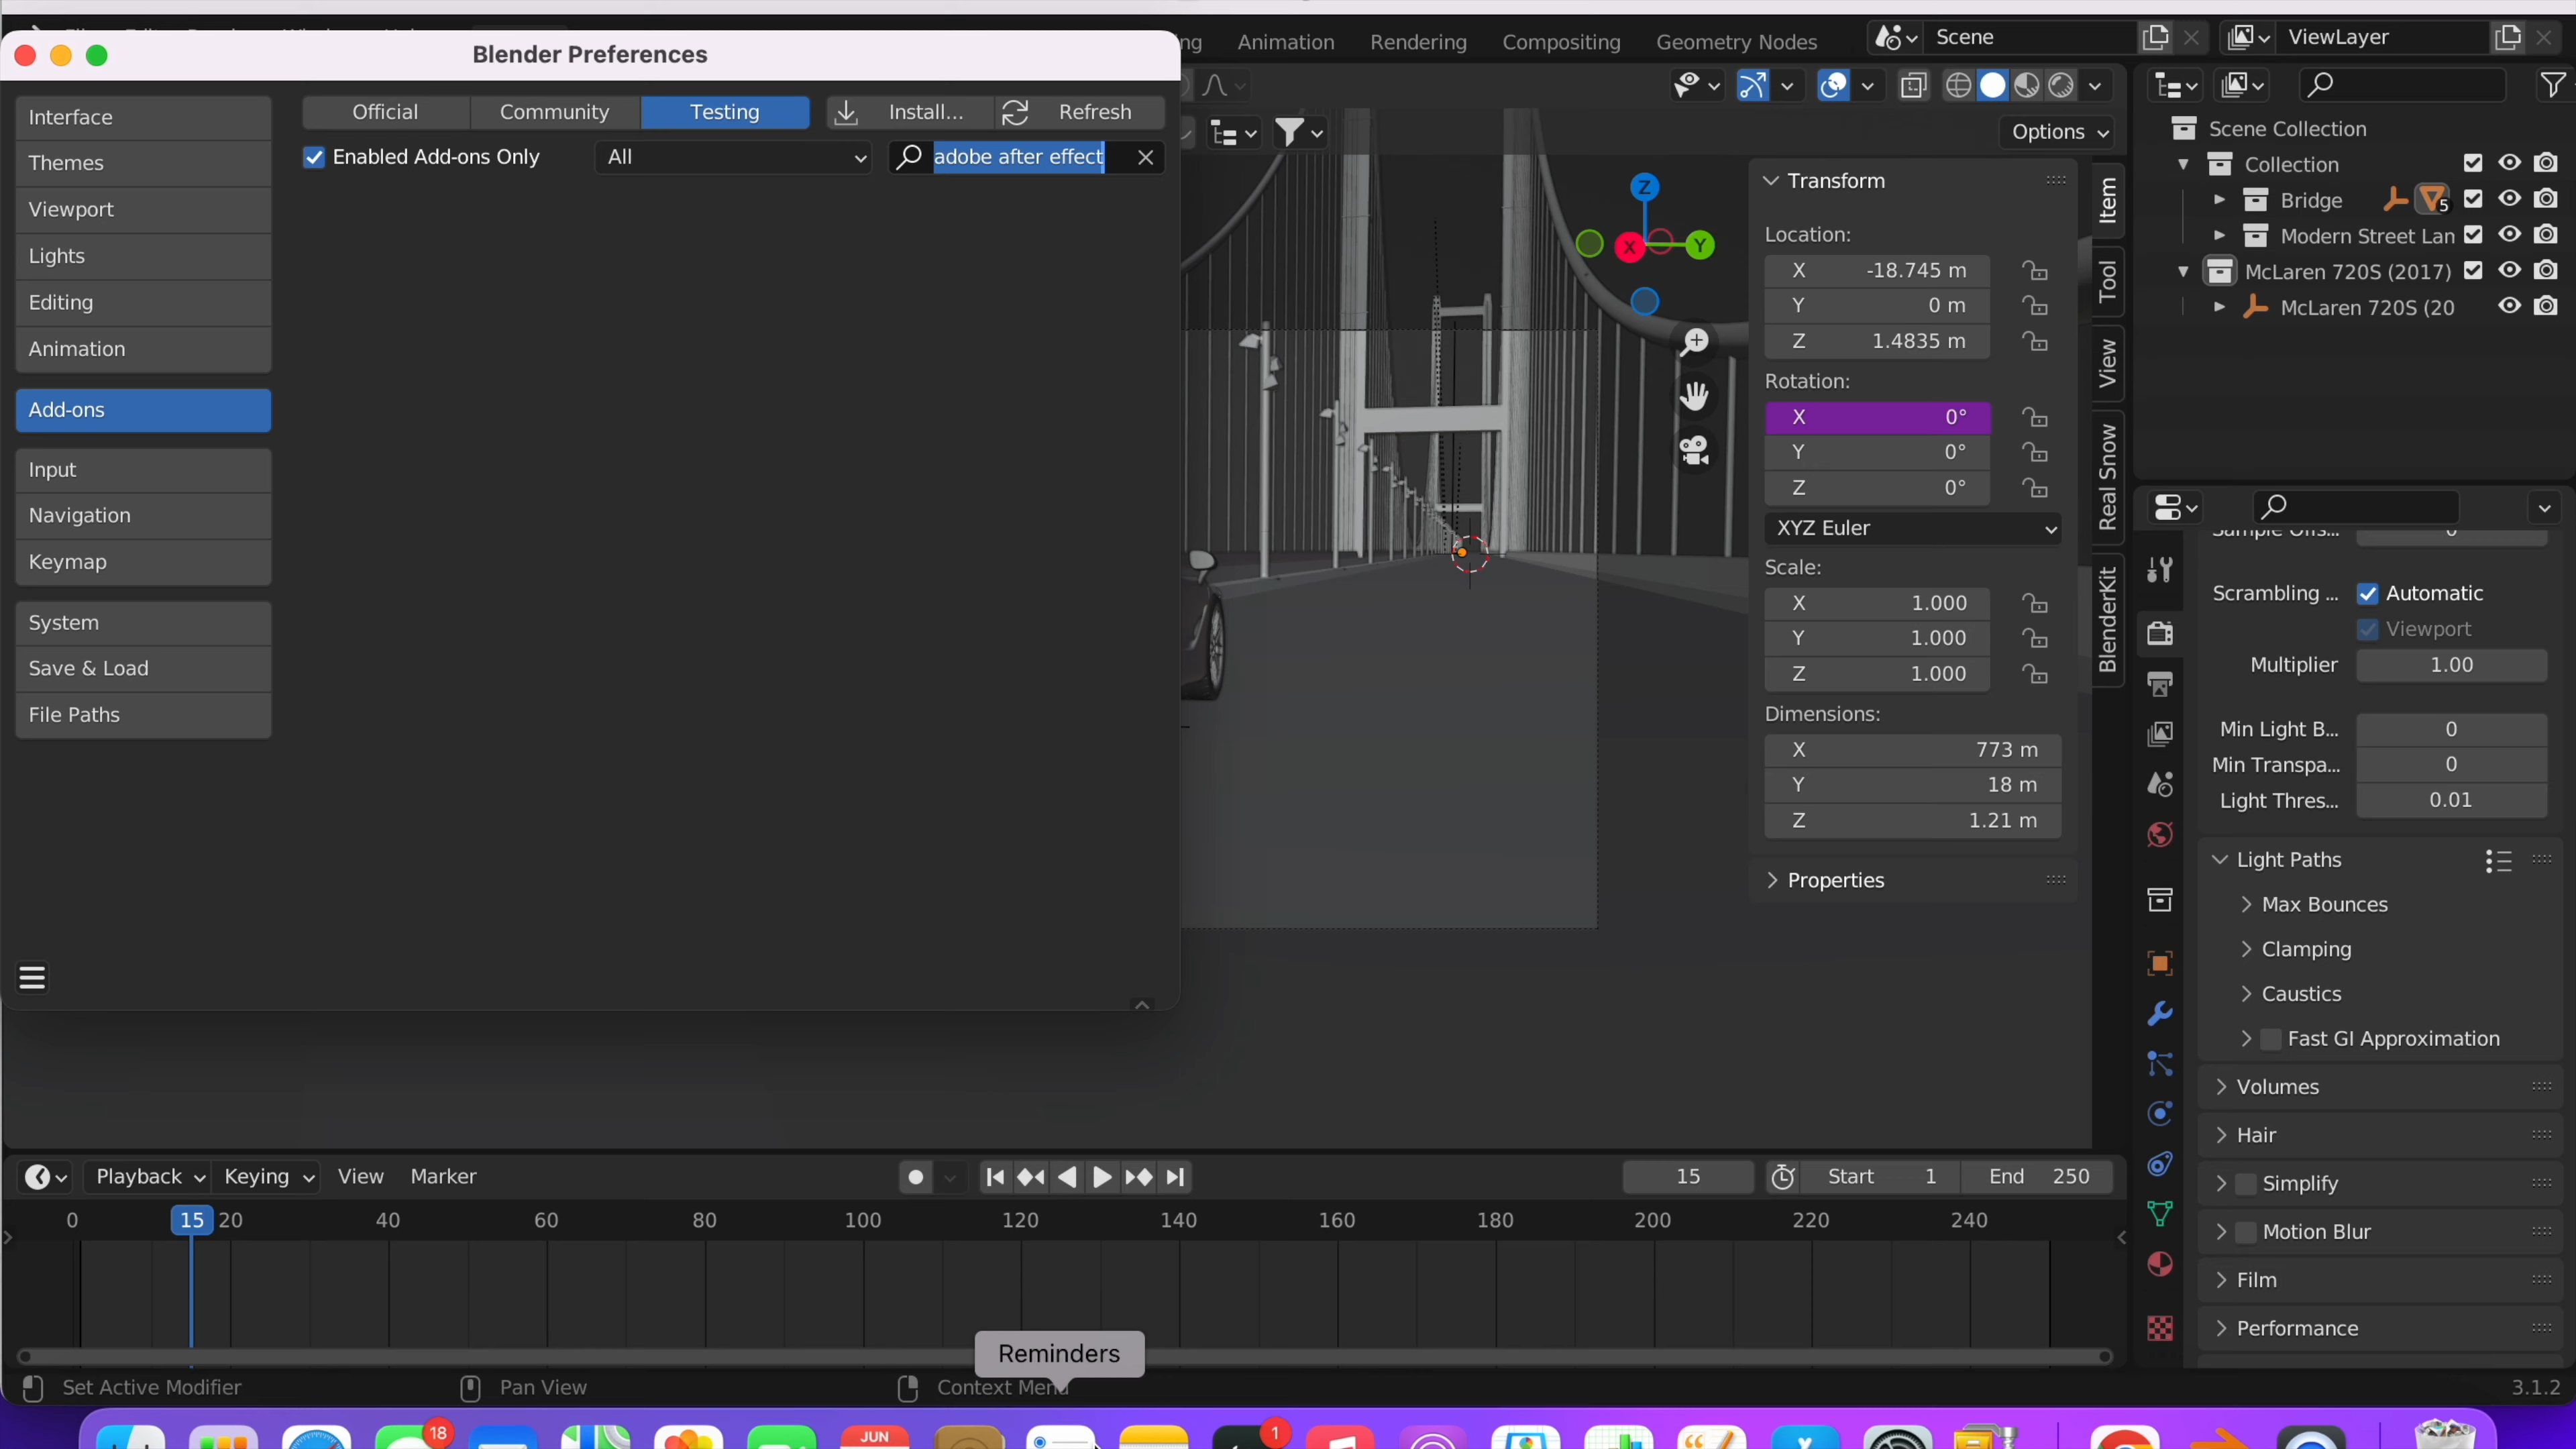 Blender Preferences
Animation
Rendering
Compositing
Geometry Nodes
Scene
ViewLayer
Official
Community
Testing
Install...
Refresh
Enabled Add-ons Only
All
adobe after effect
Interface
Themes
Viewport
Lights
Editing
Animation
Add-ons
Input
Navigation
Keymap
System
Save & Load
File Paths
Options
Z
X
Y
Transform
Location:
X -18.745 m
Y 0 m
Z 1.4835 m
Rotation:
X 0°
Y 0°
Z 0°
XYZ Euler
Scale:
X 1.000
Y 1.000
Z 1.000
Dimensions:
X 773 m
Y 18 m
Z 1.21 m
Properties
Item
Tool
View
Real Snow
BlenderKit
Scene Collection
Collection
Bridge 5
Modern Street Lan
McLaren 720S (2017)
McLaren 720S (20
Scrambling ... Automatic
Viewport
Multiplier 1.00
Min Light B... 0
Min Transpa... 0
Light Thres... 0.01
Light Paths
Max Bounces
Clamping
Caustics
Fast GI Approximation
Volumes
Hair
Simplify
Motion Blur
Film
Performance
Playback
Keying
View
Marker
15
Start 1
End 250
0 15 20 40 60 80 100 120 140 160 180 200 220 240
Reminders
Set Active Modifier
Pan View
Context Menu
3.1.2
18
JUN
1